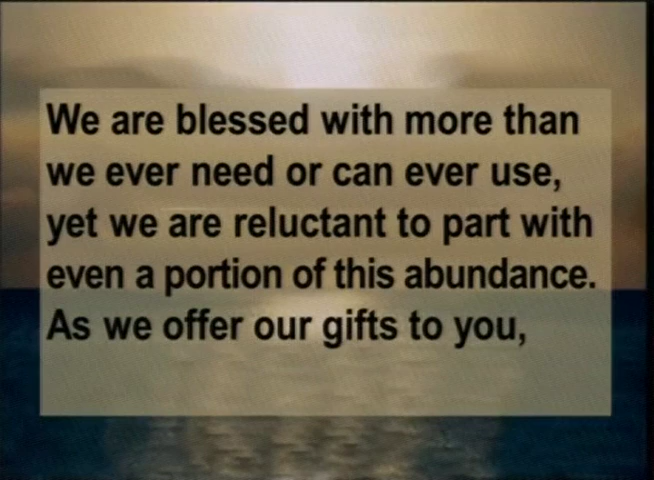 We are blessed with more than
we ever need or can ever use,
yet we are reluctant to part with
even a portion of this abundance.
As we offer our gifts to you,